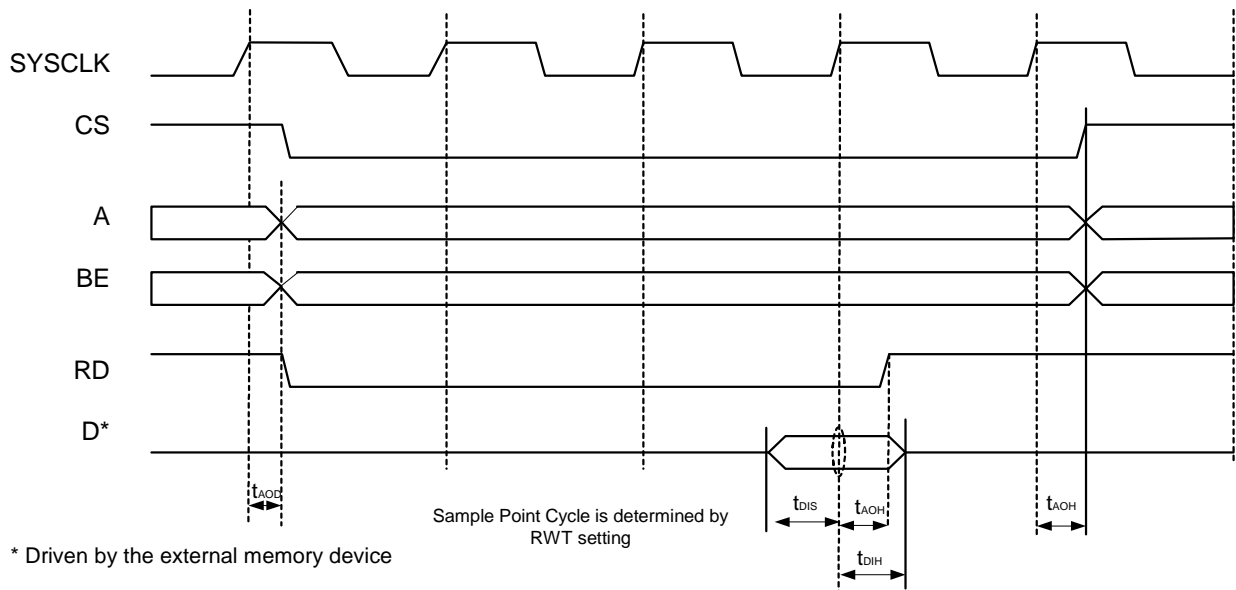 SYSCLK
CS
A
BE
RD
D*
tAOD
tDIS
tAOH
tAOH
Sample Point Cycle is determined by
RWT setting
tDIH
* Driven by the external memory device